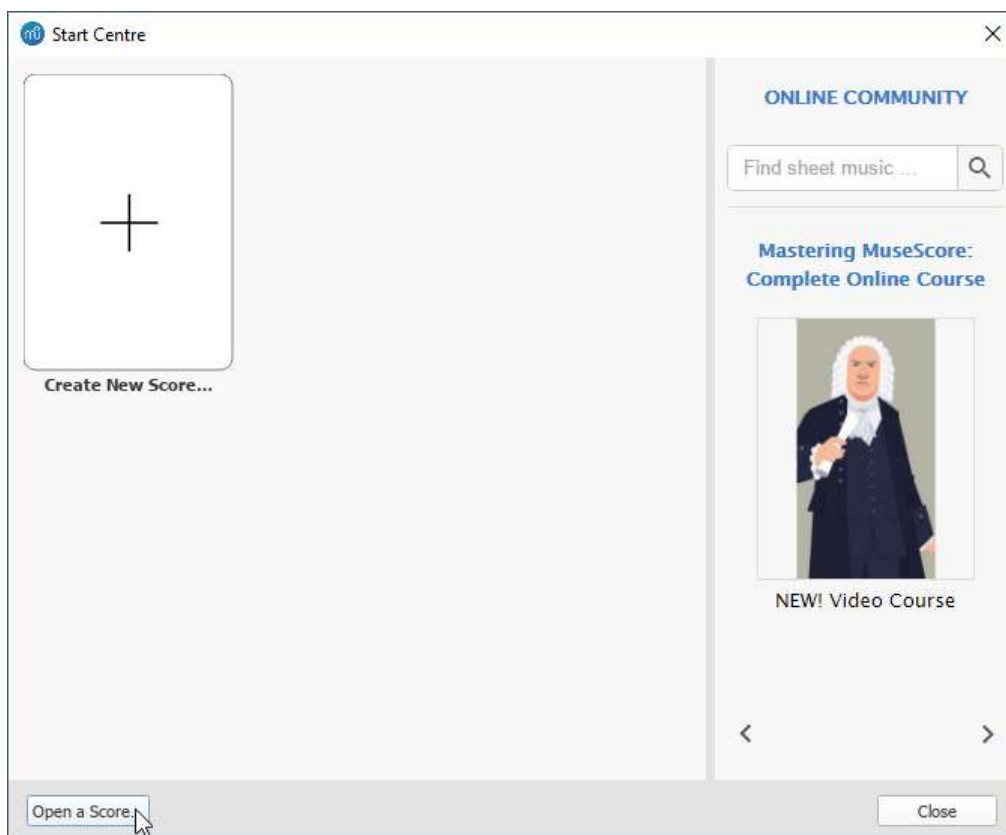 Start Centre
ONLINE COMMUNITY
Find sheet music ...
Mastering MuseScore:
Complete Online Course
Create New Score...
NEW! Video Course
Open a Score...
Close